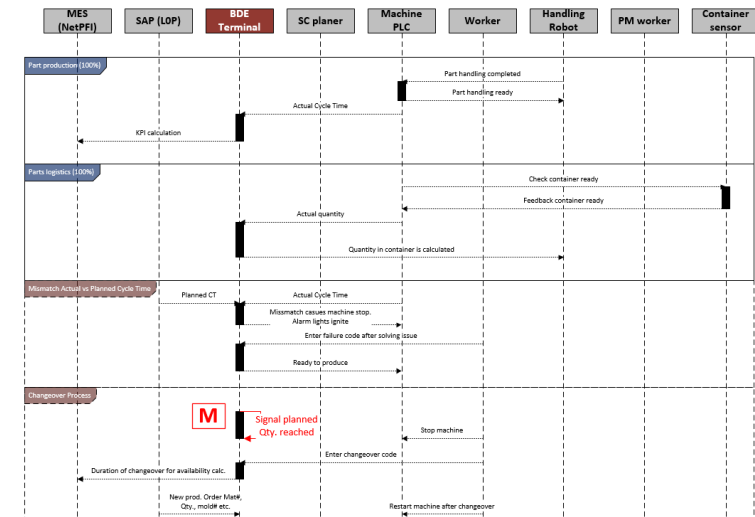 MES
(NetPFI)
SAP (L0P)
BDE
Terminal
SC planer
Machine
PLC
Worker
Handling
Robot
PM worker
Container
sensor
Part production (100%)
Part handling completed
Part handling ready
Actual Cycle Time
KPI calculation
Parts logistics (100%)
Check container ready
Feedback container ready
Actual quantity
Quantity in container is calculated
Mismatch Actual vs Planned Cycle Time
Planned CT
Actual Cycle Time
Missmatch casues machine stop.
Alarm lights ignite
Enter failure code after solving issue
Ready to produce
Changeover Process
M
Signal planned
Qty. reached
Stop machine
Enter changeover code
Duration of changeover for availability calc.
New prod. Order Mat#,
Qty., mold# etc.
Restart machine after changeover